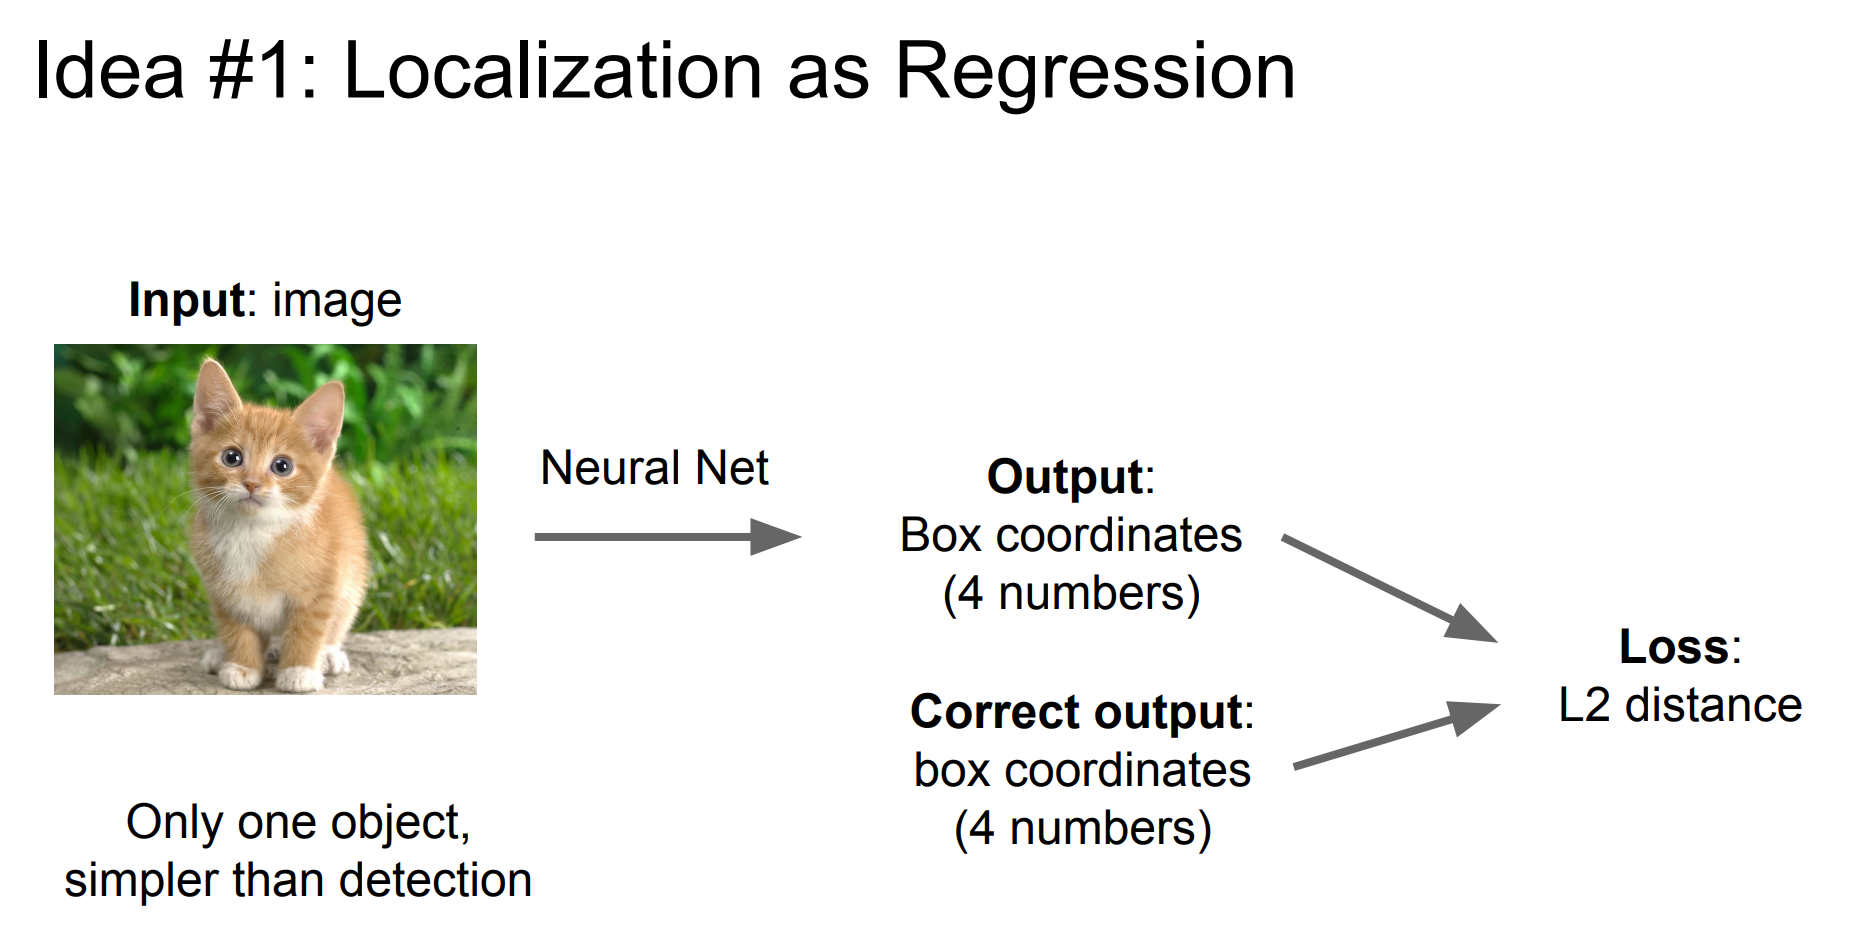 Idea #1: Localization as Regression
Input: image
Neural Net
Output:
Box coordinates
(4 numbers)
Correct output:
box coordinates
(4 numbers)
Loss:
L2 distance
Only one object,
simpler than detection